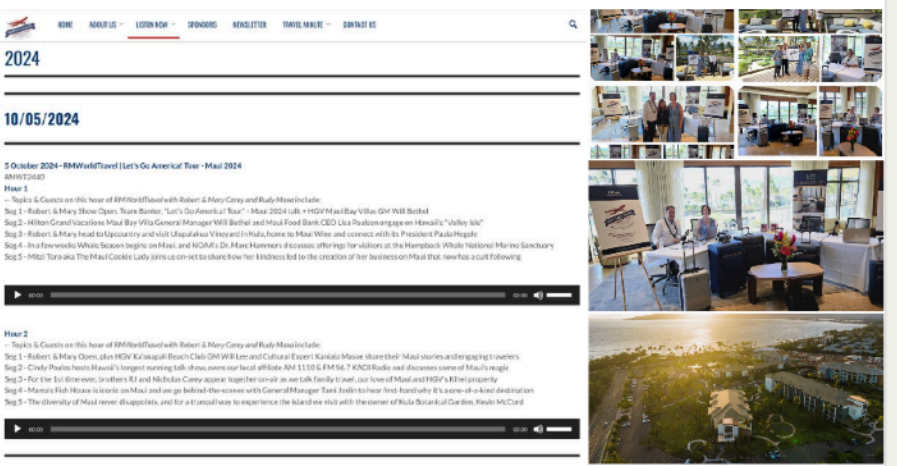 HOME ABOUT US LISTEN NOW SPONSORS NEWSLETTER TRAVEL MINUTE CONTACT US
2024
10/05/2024
5 October 2024 - RMWorldTravel | Let's Go America! Tour - Maui 2024
RMWT2440
Hour 1
-- Topics & Guests on this hour of RMWorldTravel with Robert & Mary Carey and Rudy Maxa include:
Seg 1 - Robert & Mary Show Open, Team Banter, "Let's Go America! Tour" - Maui 2024 talk + HGV Maui Bay Villas GM Will Bethel
Seg 2 - Hilton Grand Vacations Maui Bay Villa General Manager Will Bethel and Maui Food Bank CEO Lisa Paulson engage on Hawaii's "Valley Isle"
Seg 3 - Robert & Mary head to Upcountry and visit Ulupalakua Vineyard in Kula, home to Maui Wine and connect with its President Paula Hegele
Seg 4 - In a few weeks Whale Season begins on Maui, and NOAA's Dr. Marc Hammers discusses offerings for visitors at the Humpback Whale National Marine Sanctuary
Seg 5 - Mitzi Toro aka The Maui Cookie Lady joins us on-set to share how her kindness led to the creation of her business on Maui that now has a cult following
00:00 00:00
Hour 2
-- Topics & Guests on this hour of RMWorldTravel with Robert & Mary Carey and Rudy Maxa include:
Seg 1 - Robert & Mary Open, plus HGV Ka'anapali Beach Club GM Will Lee and Cultural Expert Kaniala Masoe share their Maui stories and engaging travelers
Seg 2 - Cindy Paulos hosts Hawaii's longest running talk show, owns our local affiliate AM 1110 & FM 96.7 KAOI Radio and discusses some of Maui's magic
Seg 3 - For the 1st time ever, brothers RJ and Nicholas Carey appear together on-air as we talk family travel, our love of Maui and HGV's Kihei property
Seg 4 - Mama's Fish House is iconic on Maui and we go behind-the-scenes with General Manager Toni Joslin to hear first-hand why it's a one-of-a-kind destination
Seg 5 - The diversity of Maui never disappoints, and for a tranquil way to experience the island we visit with the owner of Kula Botanical Garden, Kevin McCord
00:00 00:00